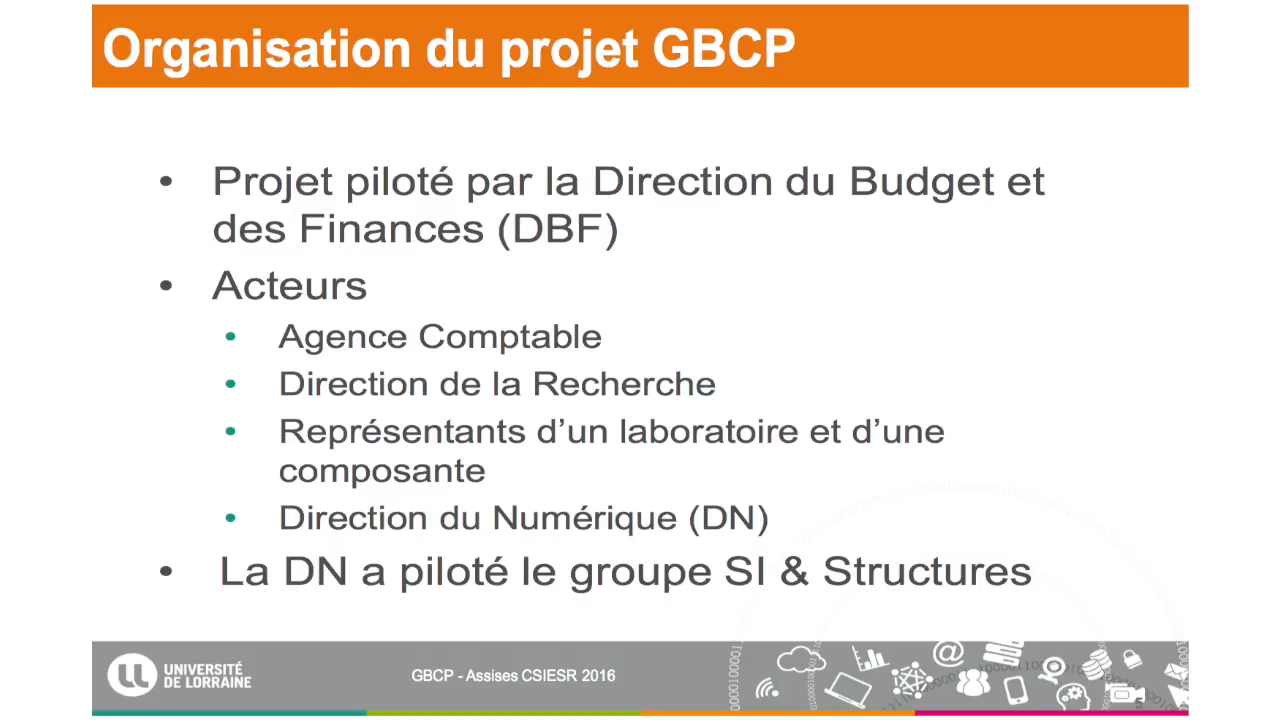 Organisation du projet GBCP
• Projet piloté par la Direction du Budget et
des Finances (DBF)
• Acteurs
• Agence Comptable
• Direction de la Recherche
• Représentants d’un laboratoire et d’une
composante
• Direction du Numérique (DN)
• La DN a piloté le groupe SI & Structures
UNIVERSITÉ
DE LORRAINE
GBCP - Assises CSIESR 2016
5